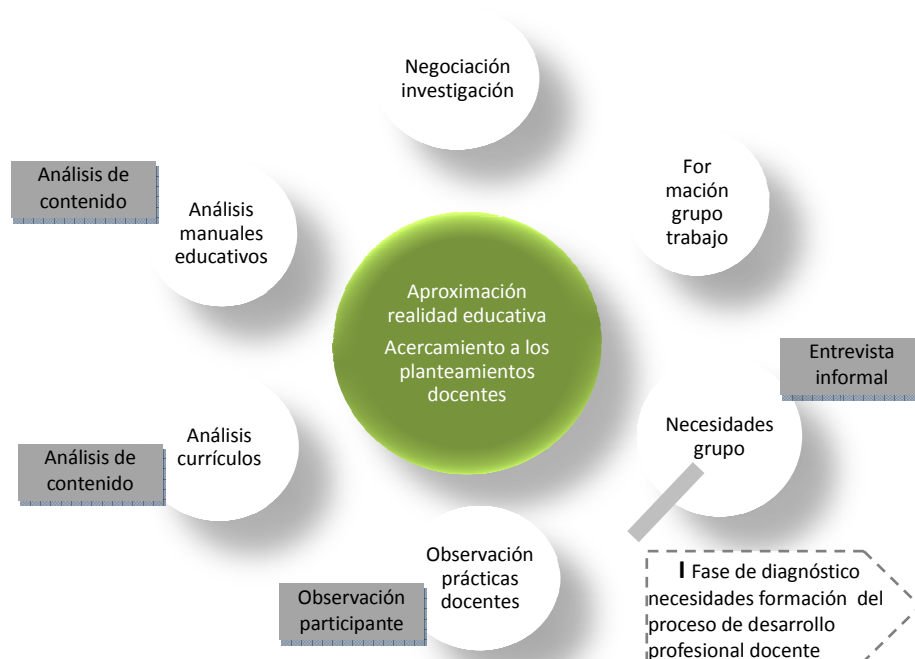 Negociación
investigación
For
mación
grupo
trabajo
Entrevista
informal
Necesidades
grupo
I Fase de diagnóstico
necesidades formación del
proceso de desarrollo
profesional docente
Observación
prácticas
docentes
Observación
participante
Análisis
currículos
Análisis de
contenido
Análisis
manuales
educativos
Análisis de
contenido
Aproximación
realidad educativa
Acercamiento a los
planteamientos
docentes